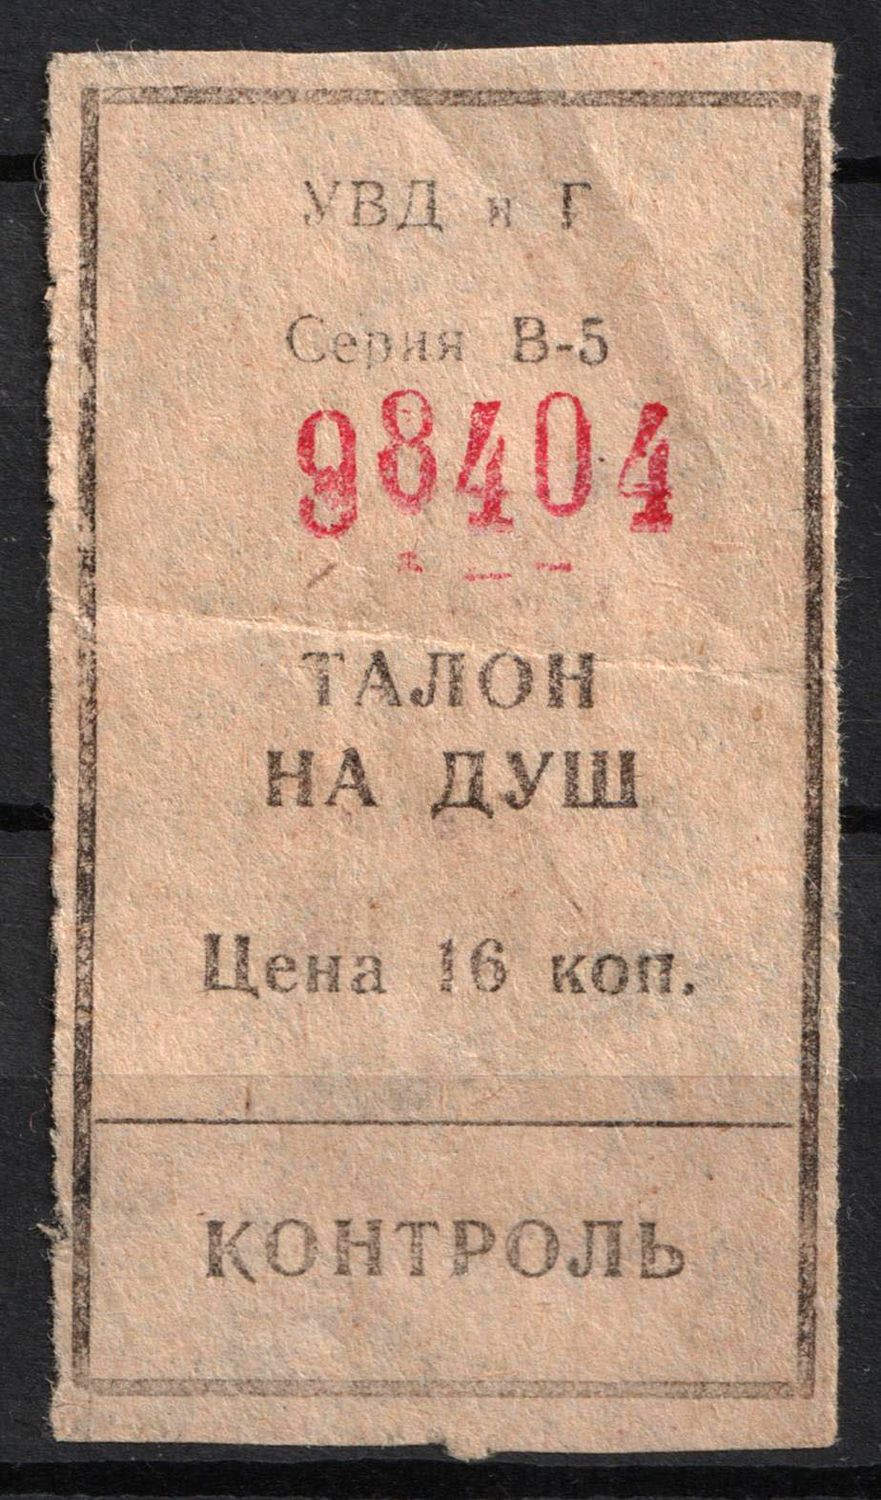 УВД и Г
Серия В-5
98404
ТАЛОН
НА ДУШ
Цена 16 коп.
КОНТРОЛЬ